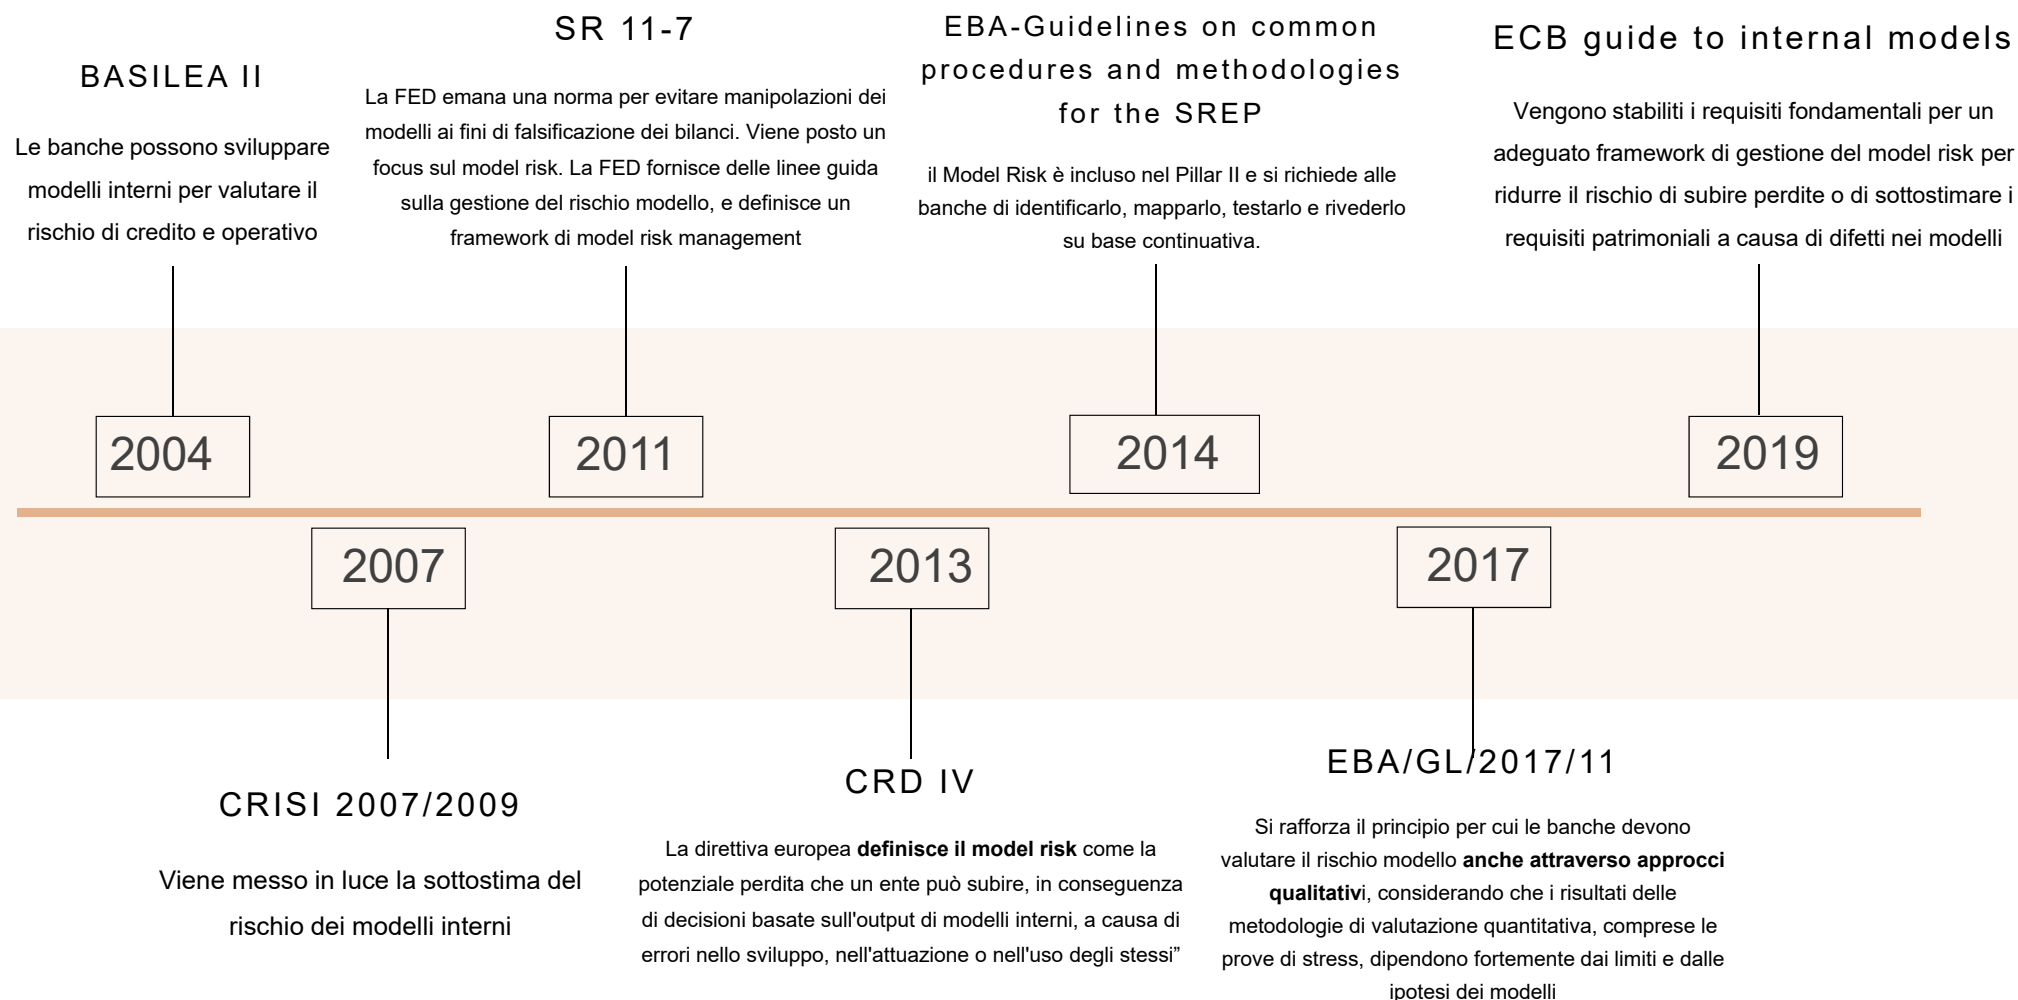 BASILEA II
Le banche possono sviluppare
modelli interni per valutare il
rischio di credito e operativo
2004
CRISI 2007/2009
Viene messo in luce la sottostima del
rischio dei modelli interni
2007
SR 11-7
La FED emana una norma per evitare manipolazioni dei
modelli ai fini di falsificazione dei bilanci. Viene posto un
focus sul model risk. La FED fornisce delle linee guida
sulla gestione del rischio modello, e definisce un
framework di model risk management
2011
2013
CRD IV
La direttiva europea definisce il model risk come la
potenziale perdita che un ente può subire, in conseguenza
di decisioni basate sull'output di modelli interni, a causa di
errori nello sviluppo, nell'attuazione o nell'uso degli stessi”
EBA-Guidelines on common
procedures and methodologies
for the SREP
il Model Risk è incluso nel Pillar II e si richiede alle
banche di identificarlo, mapparlo, testarlo e rivederlo
su base continuativa.
2014
2017
EBA/GL/2017/11
Si rafforza il principio per cui le banche devono
valutare il rischio modello anche attraverso approcci
qualitativi, considerando che i risultati delle
metodologie di valutazione quantitativa, comprese le
prove di stress, dipendono fortemente dai limiti e dalle
ipotesi dei modelli
ECB guide to internal models
Vengono stabiliti i requisiti fondamentali per un
adeguato framework di gestione del model risk per
ridurre il rischio di subire perdite o di sottostimare i
requisiti patrimoniali a causa di difetti nei modelli
2019